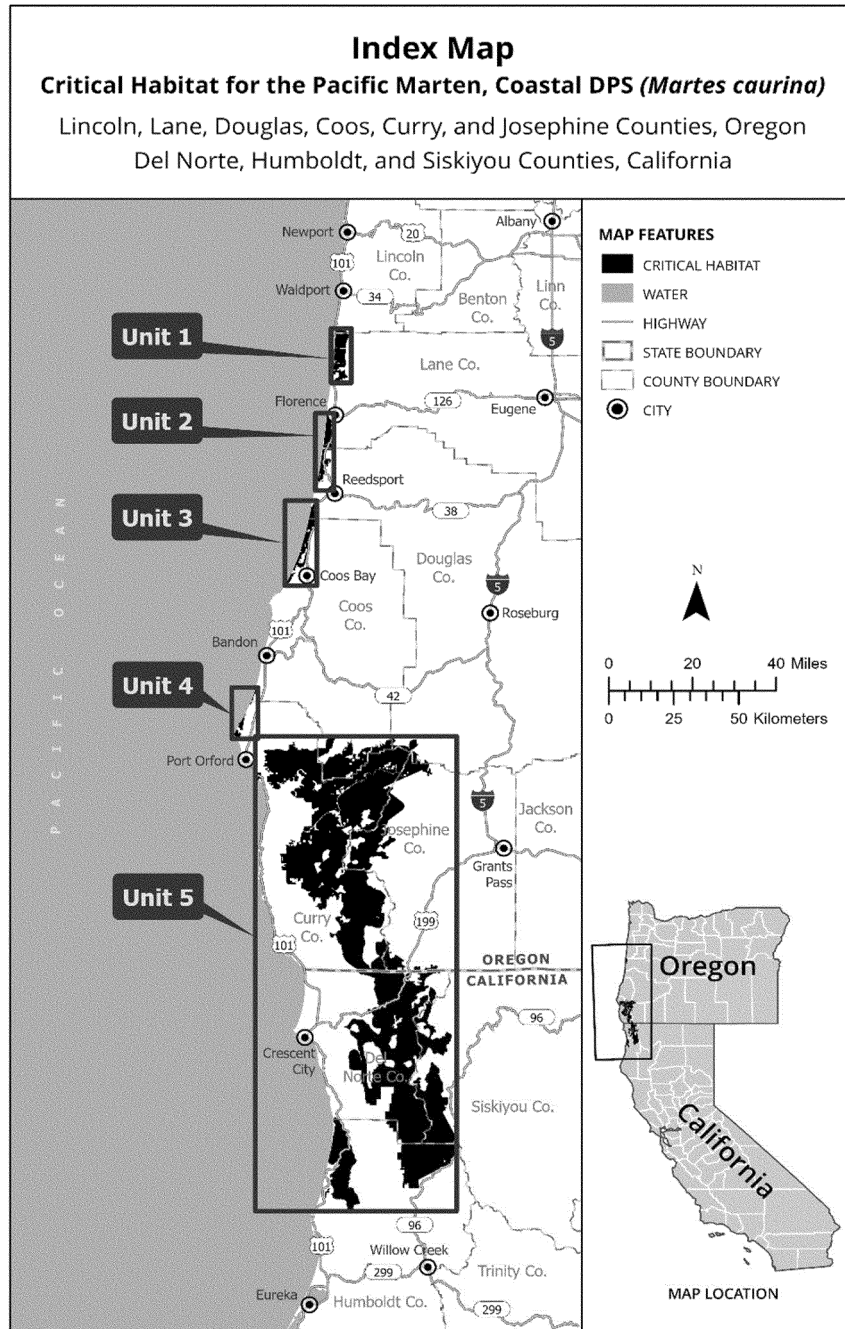 Index Map
Critical Habitat for the Pacific Marten, Coastal DPS (Martes caurina)
Lincoln, Lane, Douglas, Coos, Curry, and Josephine Counties, Oregon
Del Norte, Humboldt, and Siskiyou Counties, California
Albany
Newport
20
Lincoln
Co.
101
Linn
Co.
Waldport
34
Benton
Co.
Unit 1
5
Lane Co.
Florence
126
Eugene
Unit 2
Reedsport
38
Unit 3
Douglas
Co.
Coos Bay
5
Coos
Co.
Roseburg
101
Bandon
Unit 4
42
Port Orford
PACIFIC OCEAN
5
Jackson
Co.
Josephine
Co.
Grants
Pass
Unit 5
Curry
Co.
199
101
OREGON
CALIFORNIA
96
Crescent
City
Del
Norte Co.
Siskiyou Co.
96
101
Willow Creek
299
Trinity Co.
Eureka
Humboldt Co.
299
MAP FEATURES
CRITICAL HABITAT
WATER
HIGHWAY
STATE BOUNDARY
COUNTY BOUNDARY
CITY
N
0 20 40 Miles
0 25 50 Kilometers
Oregon
California
MAP LOCATION